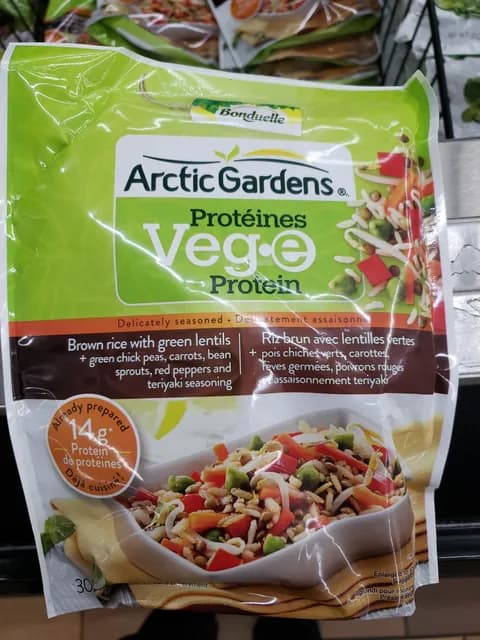 Bonduelle
Arctic Gardens®
Protéines
Veg·e
Protein
Delicately seasoned • Délicatement assaisonn
Brown rice with green lentils
+ green chick peas, carrots, bean
sprouts, red peppers and
teriyaki seasoning
Riz brun avec lentilles vertes
+ pois chiches verts, carottes,
fèves germées, poivrons rouges
assaisonnement teriyaki
Already prepared
14g*
Protein
de protéines
Déjà cuisiné!
30